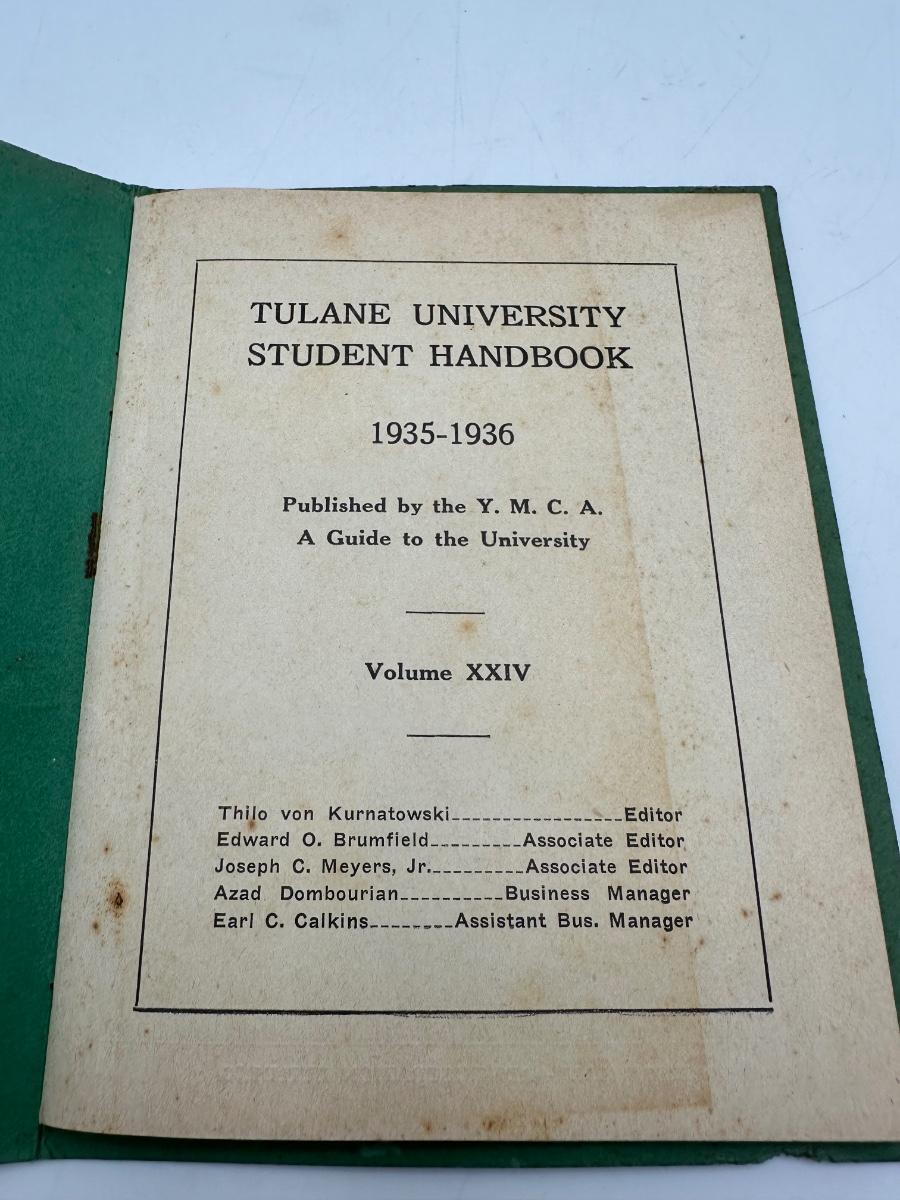 TULANE UNIVERSITY
STUDENT HANDBOOK
1935-1936
Published by the Y. M. C. A.
A Guide to the University
Volume XXIV
Thilo von Kurnatowski-----------------Editor
Edward O. Brumfield---------Associate Editor
Joseph C. Meyers, Jr.---------Associate Editor
Azad Dombourian----------Business Manager
Earl C. Calkins--------Assistant Bus. Manager